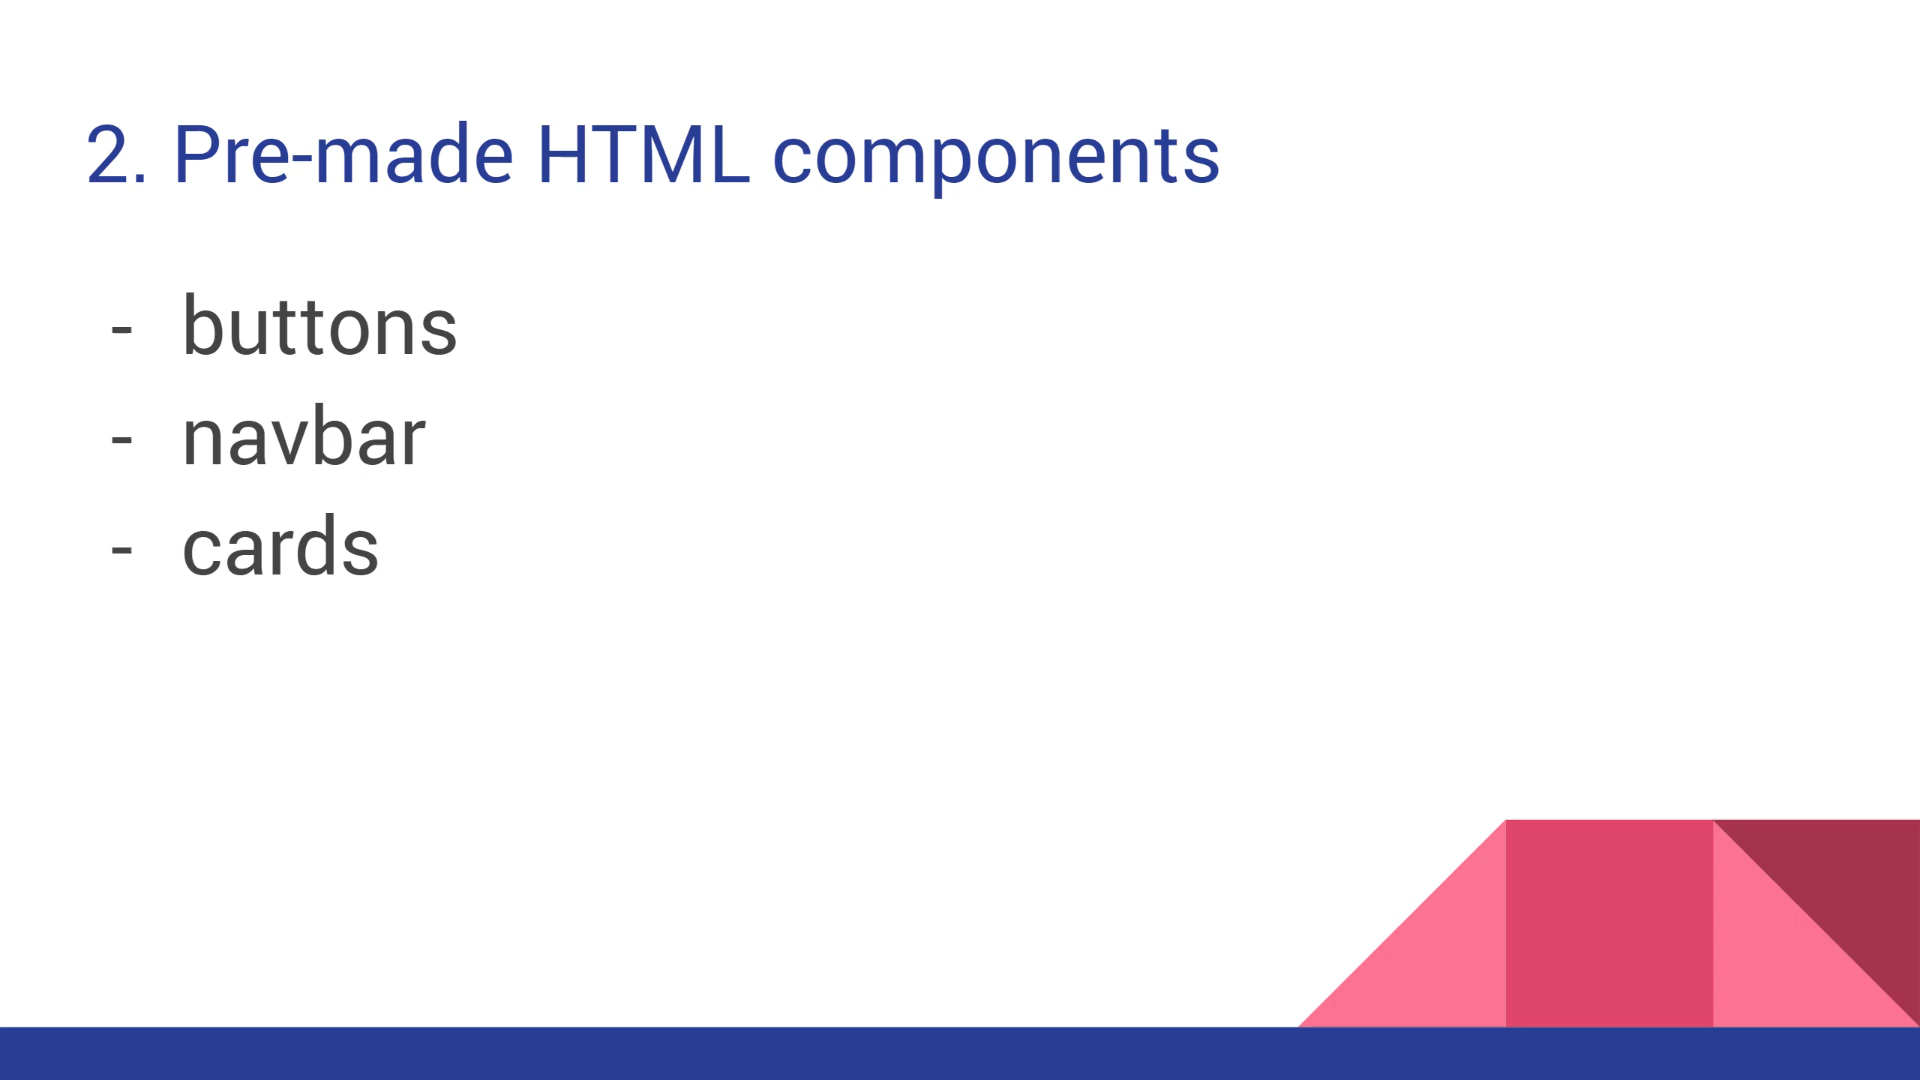 2. Pre-made HTML components
- buttons
- navbar
- cards